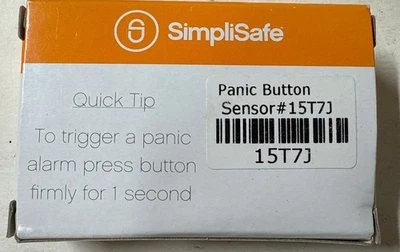 SimpliSafe
Quick Tip
To trigger a panic
alarm press button
firmly for 1 second
Panic Button
Sensor#15T7J
15T7J